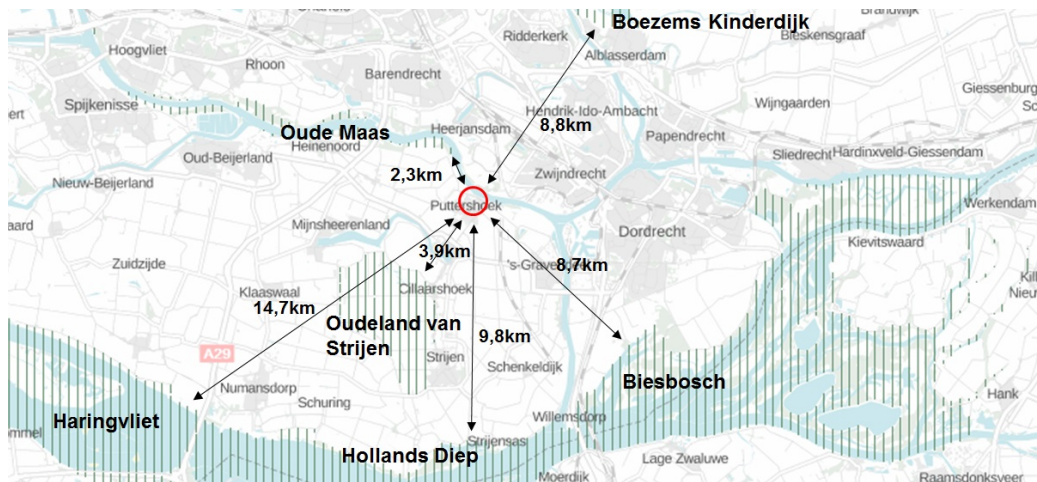 Charlois
Boezems Kinderdijk
Brandwijk
Ridderkerk
Bleskensgraaf
Hoogvliet
Alblasserdam
Rhoon
Barendrecht
Giessenburg
Spijkenisse
Hendrik-Ido-Ambacht
Wijngaarden
8,8km
Oude Maas
Heerjansdam
Papendrecht
Heinenoord
Sliedrecht
Hardinxveld-Giessendam
Oud-Beijerland
2,3km
Zwijndrecht
Nieuw-Beijerland
Puttershoek
Werkendam
Mijnsheerenland
Dordrecht
Kievitswaard
3,9km
Zuidzijde
8,7km
Klaaswaal
Cillaarshoek
14,7km
Oudeland van
Strijen
9,8km
A29
Strijen
Schenkeldijk
Numansdorp
Biesbosch
Schuring
Hank
Haringvliet
Willemsdorp
Strijensas
Hollands Diep
Lage Zwaluwe
Moerdijk
Raamsdonksveer